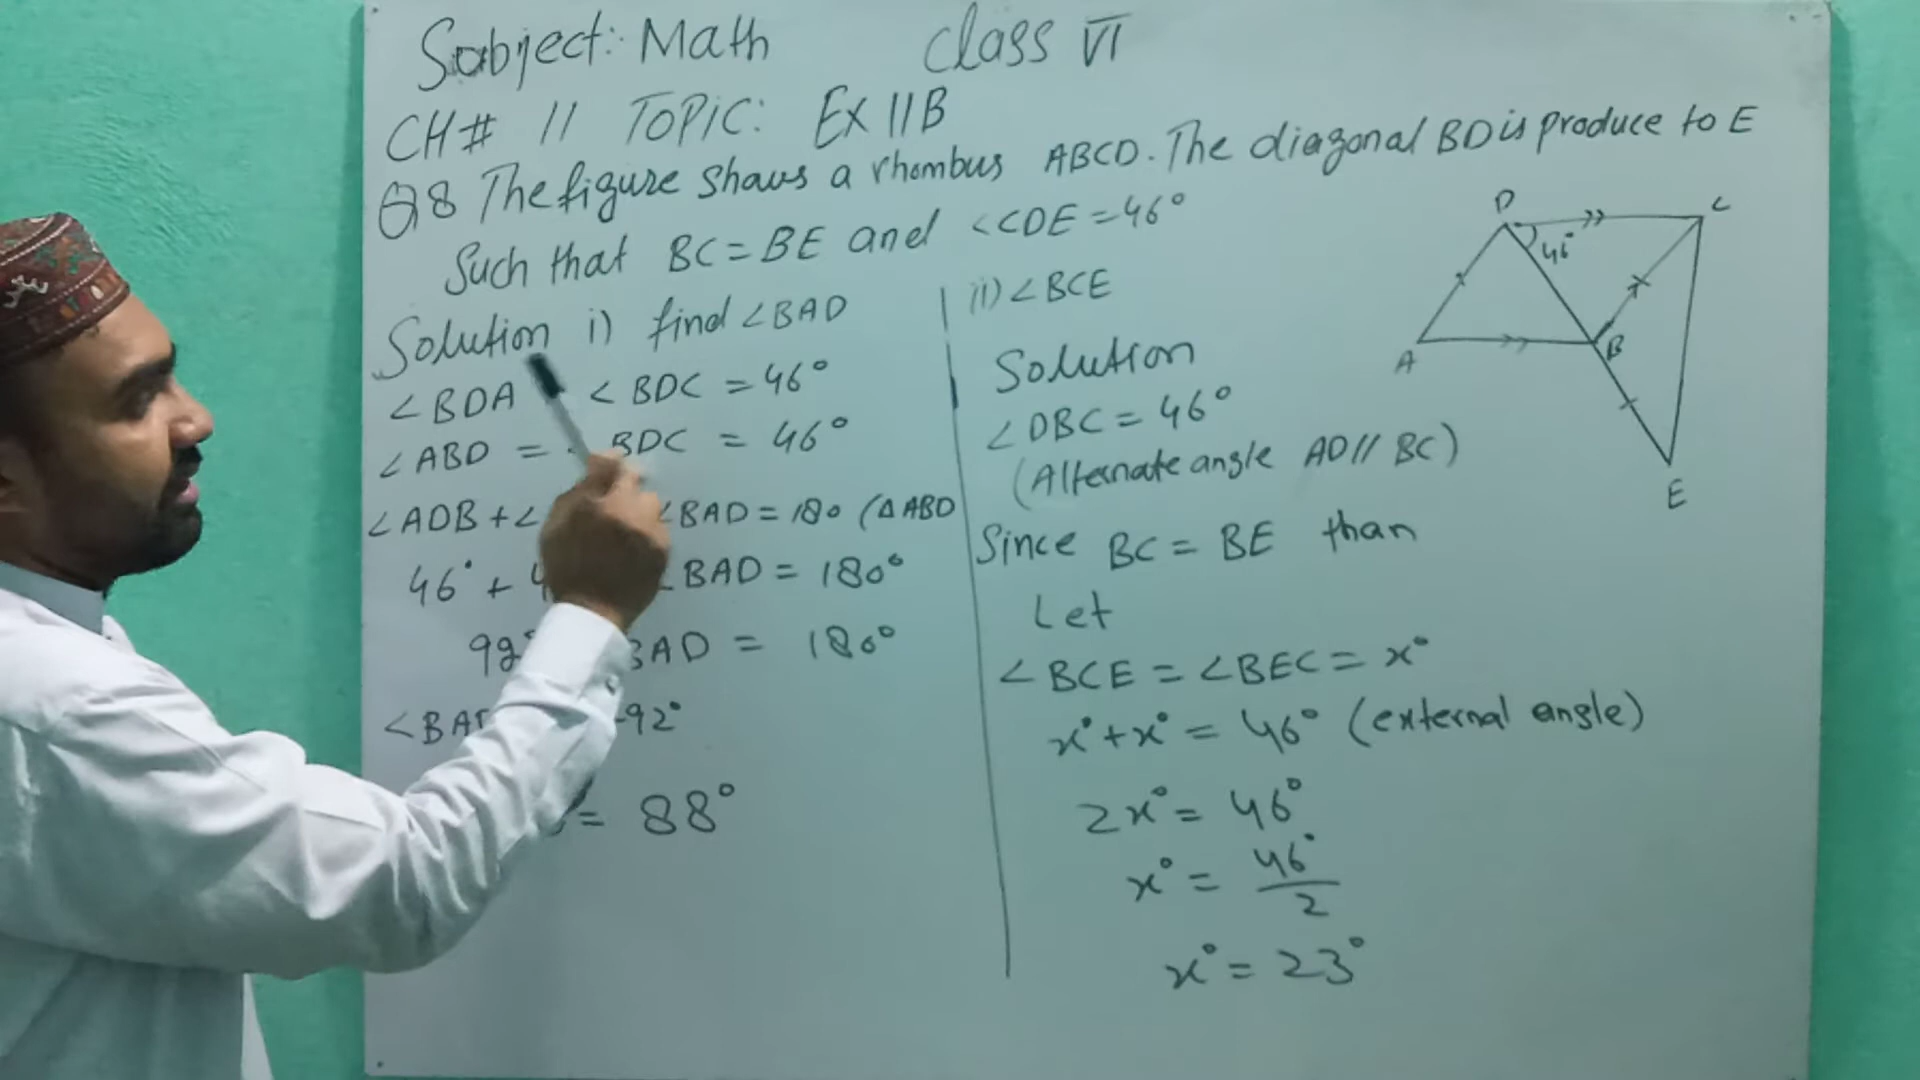 Subject: Math Class VI
CH# 11 TOPIC: EX 11B
Q8 The figure shows a rhombus ABCD. The diagonal BD is produce to E
Such that BC = BE and <CDE = 46°
Solution i) find <BAD
<BDA <BDC = 46°
<ABD = BDC = 46°
<ADB + < <BAD = 180 (△ABD
46° + <BAD = 180°
92° BAD = 180°
<BAD -92°
= 88°
ii) <BCE
Solution
<DBC = 46°
(Alternate angle AD // BC)
Since BC = BE than
Let
<BCE = <BEC = x°
x° + x° = 46° (external angle)
2x° = 46°
x° = 46°
2
x° = 23°
D C
46°
A B
E